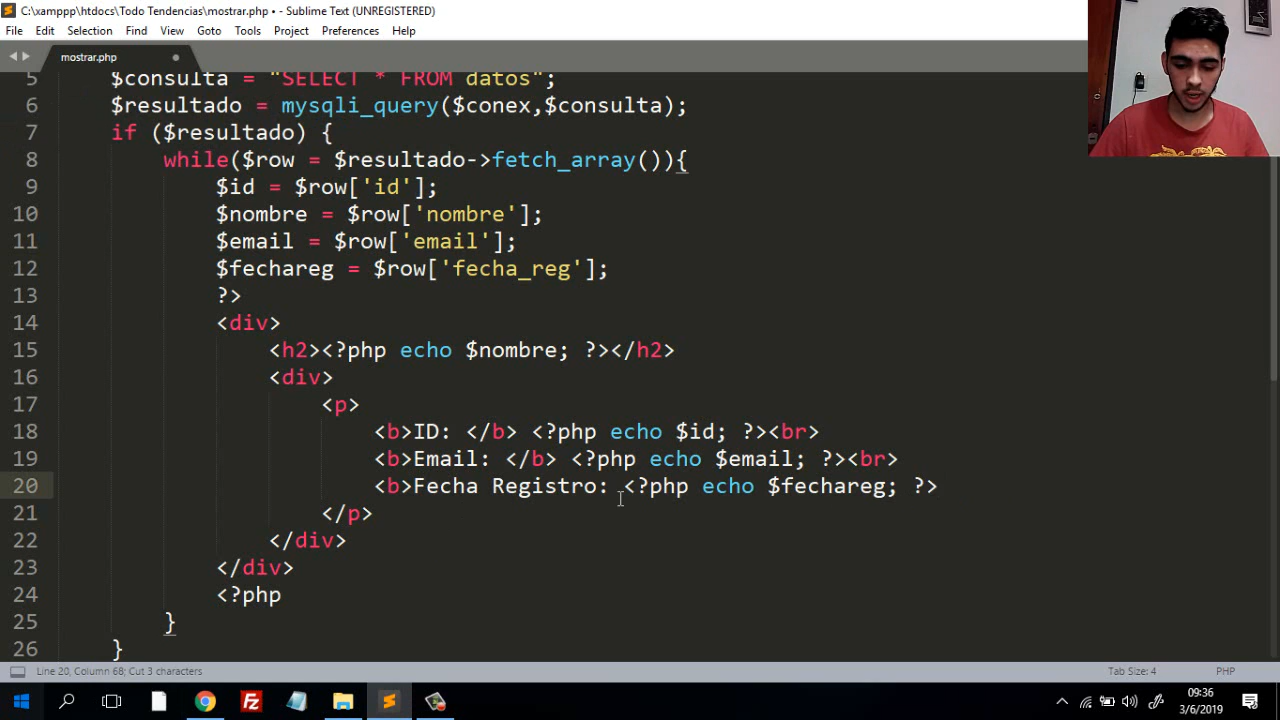 C:\xamppp\htdocs\Todo Tendencias\mostrar.php • - Sublime Text (UNREGISTERED)
File Edit Selection Find View Goto Tools Project Preferences Help
mostrar.php
5 $consulta = "SELECT * FROM datos";
6 $resultado = mysqli_query($conex,$consulta);
7 if ($resultado) {
8 while($row = $resultado->fetch_array()){
9 $id = $row['id'];
10 $nombre = $row['nombre'];
11 $email = $row['email'];
12 $fechareg = $row['fecha_reg'];
13 ?>
14 <div>
15 <h2><?php echo $nombre; ?></h2>
16 <div>
17 <p>
18 <b>ID: </b> <?php echo $id; ?><br>
19 <b>Email: </b> <?php echo $email; ?><br>
20 <b>Fecha Registro: <?php echo $fechareg; ?>
21 </p>
22 </div>
23 </div>
24 <?php
25 }
26 }
Line 20, Column 68; Cut 3 characters Tab Size: 4 PHP
09:36
3/6/2019